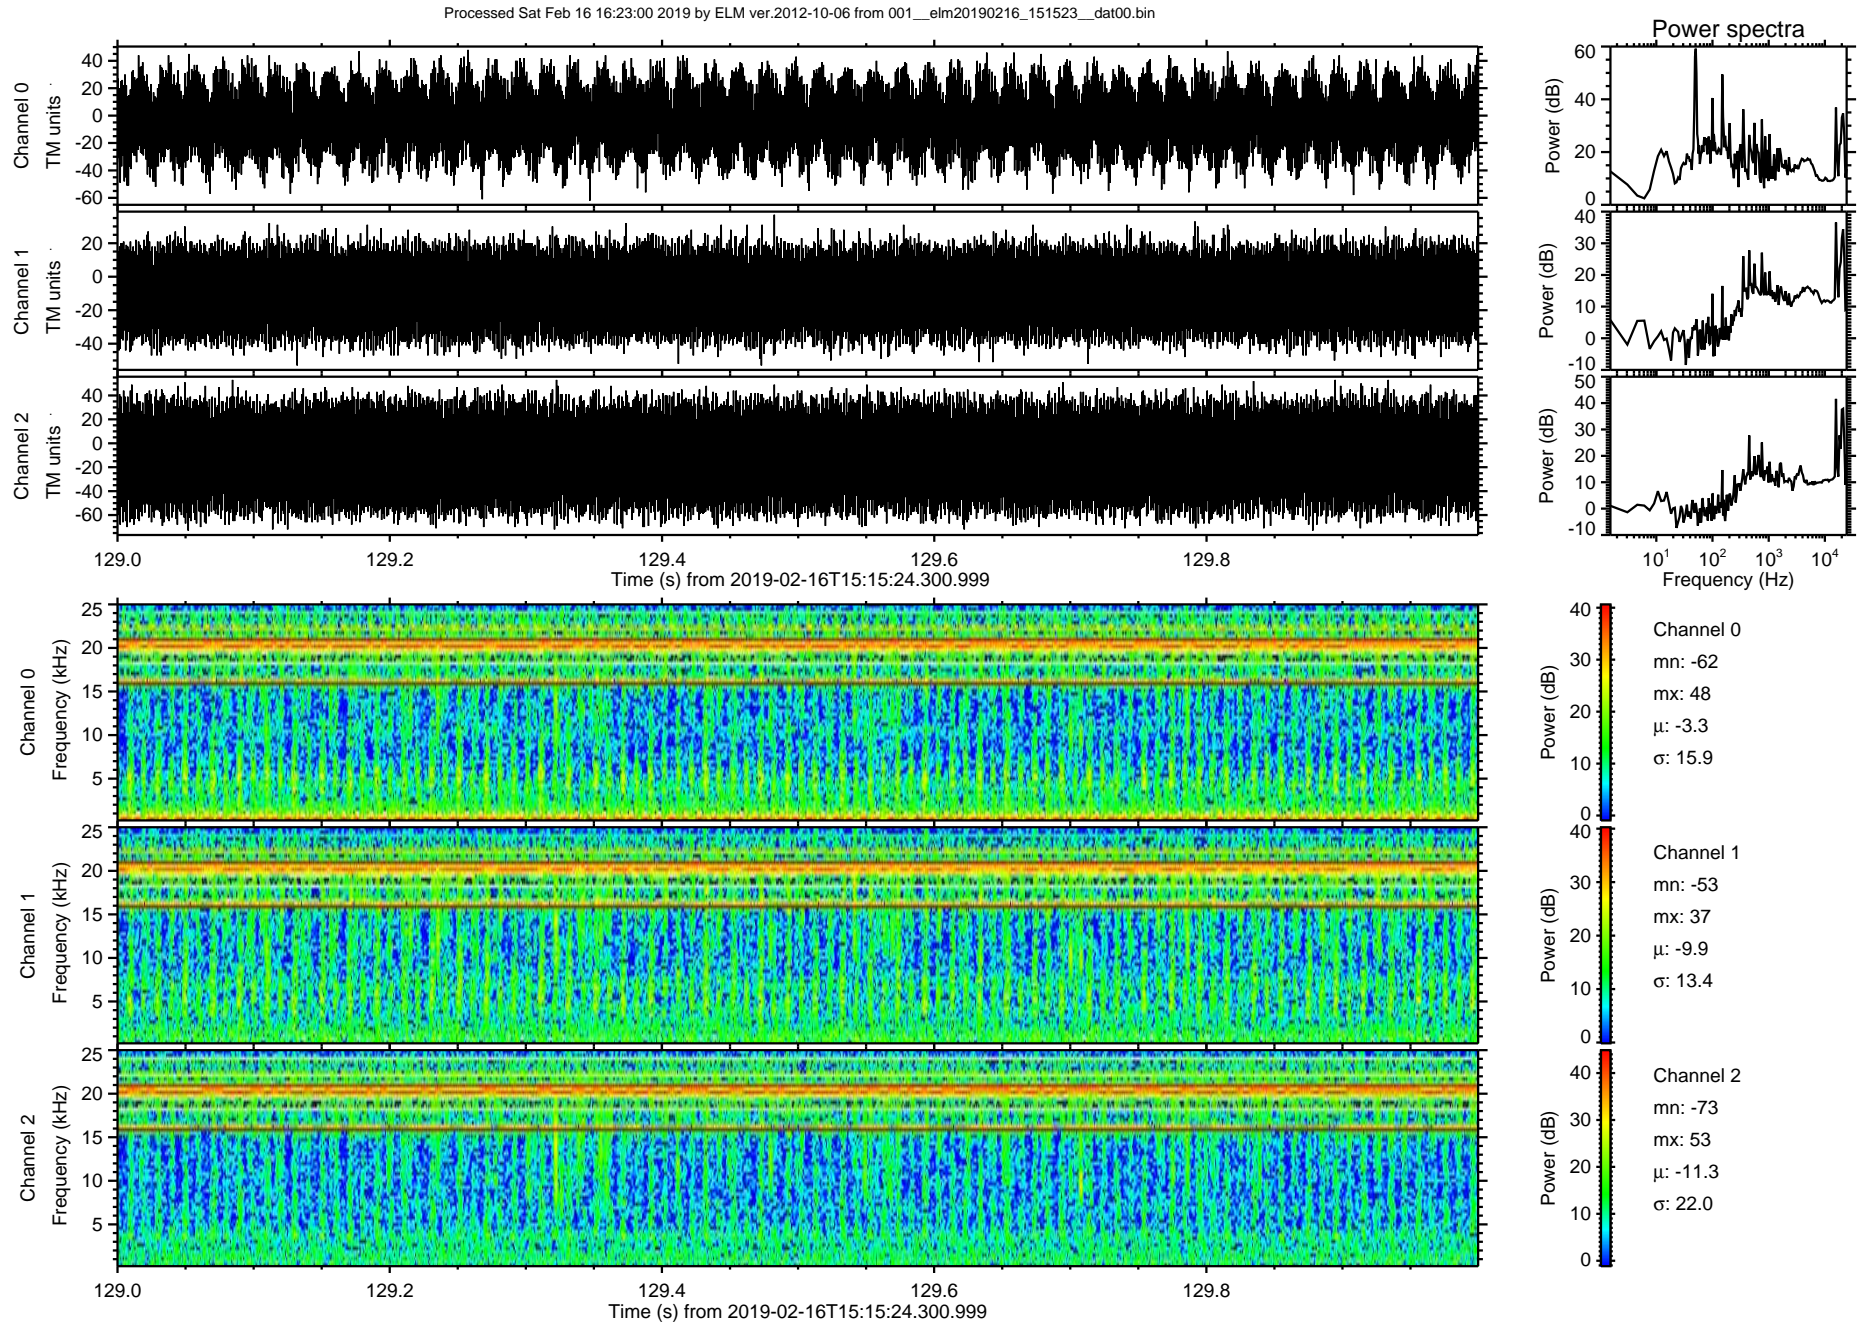 Processed Sat Feb 16 16:23:00 2019 by ELM ver.2012-10-06 from 001__elm20190216_151523__dat00.bin
Power spectra
Channel 0
TM units
40
20
0
-20
-40
-60
Power (dB)
60
40
20
0
Channel 1
TM units
20
0
-20
-40
Power (dB)
40
30
20
10
0
-10
Channel 2
TM units
40
20
0
-20
-40
-60
Power (dB)
50
40
30
20
10
0
-10
129.0 129.2 129.4 129.6 129.8
Time (s) from 2019-02-16T15:15:24.300.999
10¹ 10² 10³ 10⁴
Frequency (Hz)
Channel 0
Frequency (kHz)
25
20
15
10
5
Power (dB)
40
30
20
10
0
Channel 0
mn: -62
mx: 48
µ: -3.3
σ: 15.9
Channel 1
Frequency (kHz)
25
20
15
10
5
Power (dB)
40
30
20
10
0
Channel 1
mn: -53
mx: 37
µ: -9.9
σ: 13.4
Channel 2
Frequency (kHz)
25
20
15
10
5
Power (dB)
40
30
20
10
0
Channel 2
mn: -73
mx: 53
µ: -11.3
σ: 22.0
129.0 129.2 129.4 129.6 129.8
Time (s) from 2019-02-16T15:15:24.300.999